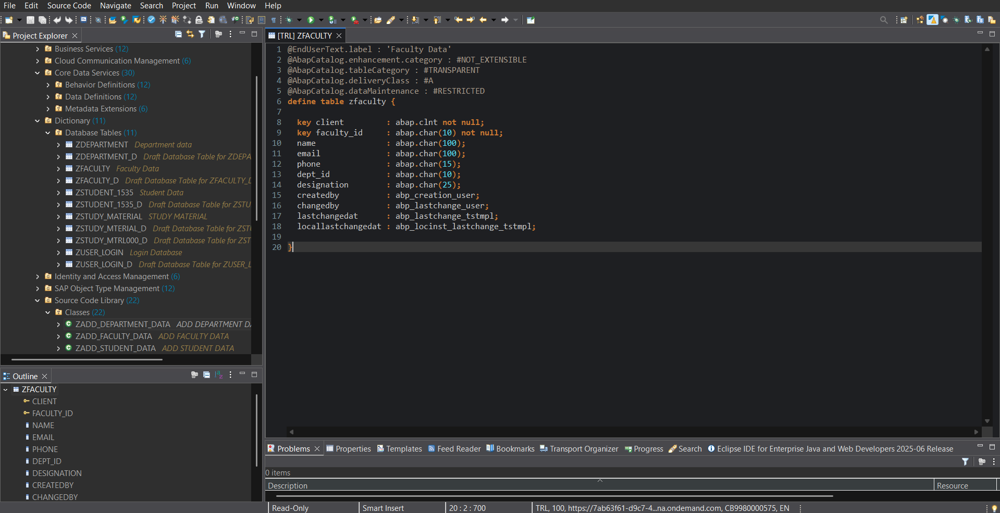 File Edit Source Code Navigate Search Project Run Window Help
Project Explorer
Business Services (12)
Cloud Communication Management (6)
Core Data Services (30)
Behavior Definitions (12)
Data Definitions (12)
Metadata Extensions (6)
Dictionary (11)
Database Tables (11)
ZDEPARTMENT Department data
ZDEPARTMENT_D Draft Database Table for ZDEPA
ZFACULTY Faculty Data
ZFACULTY_D Draft Database Table for ZFACULTY_D
ZSTUDENT_1535 Student Data
ZSTUDENT_1535_D Draft Database Table for ZSTU
ZSTUDY_MATERIAL STUDY MATERIAL
ZSTUDY_MTERIAL_D Draft Database Table for ZST
ZSTUDY_MTRL000_D Draft Database Table for ZST
ZUSER_LOGIN Login Database
ZUSER_LOGIN_D Draft Database Table for ZUSER_L
Identity and Access Management (6)
SAP Object Type Management (12)
Source Code Library (22)
Classes (22)
ZADD_DEPARTMENT_DATA ADD DEPARTMENT DA
ZADD_FACULTY_DATA ADD FACULTY DATA
ZADD_STUDENT_DATA ADD STUDENT DATA
Outline
ZFACULTY
CLIENT
FACULTY_ID
NAME
EMAIL
PHONE
DEPT_ID
DESIGNATION
CREATEDBY
CHANGEDBY
[TRL] ZFACULTY
1 @EndUserText.label : 'Faculty Data'
2 @AbapCatalog.enhancement.category : #NOT_EXTENSIBLE
3 @AbapCatalog.tableCategory : #TRANSPARENT
4 @AbapCatalog.deliveryClass : #A
5 @AbapCatalog.dataMaintenance : #RESTRICTED
6 define table zfaculty {
7
8 key client : abap.clnt not null;
9 key faculty_id : abap.char(10) not null;
10 name : abap.char(100);
11 email : abap.char(100);
12 phone : abap.char(15);
13 dept_id : abap.char(10);
14 designation : abap.char(25);
15 createdby : abp_creation_user;
16 changedby : abp_lastchange_user;
17 lastchangedat : abp_lastchange_tstmpl;
18 locallastchangedat : abp_locinst_lastchange_tstmpl;
19
20 }
Problems Properties Templates Feed Reader Bookmarks Transport Organizer Progress Search Eclipse IDE for Enterprise Java and Web Developers 2025-06 Release
0 items
Description Resource
Read-Only Smart Insert 20 : 2 : 700 TRL, 100, https://7ab63f61-d9c7-4...na.ondemand.com, CB9980000575, EN